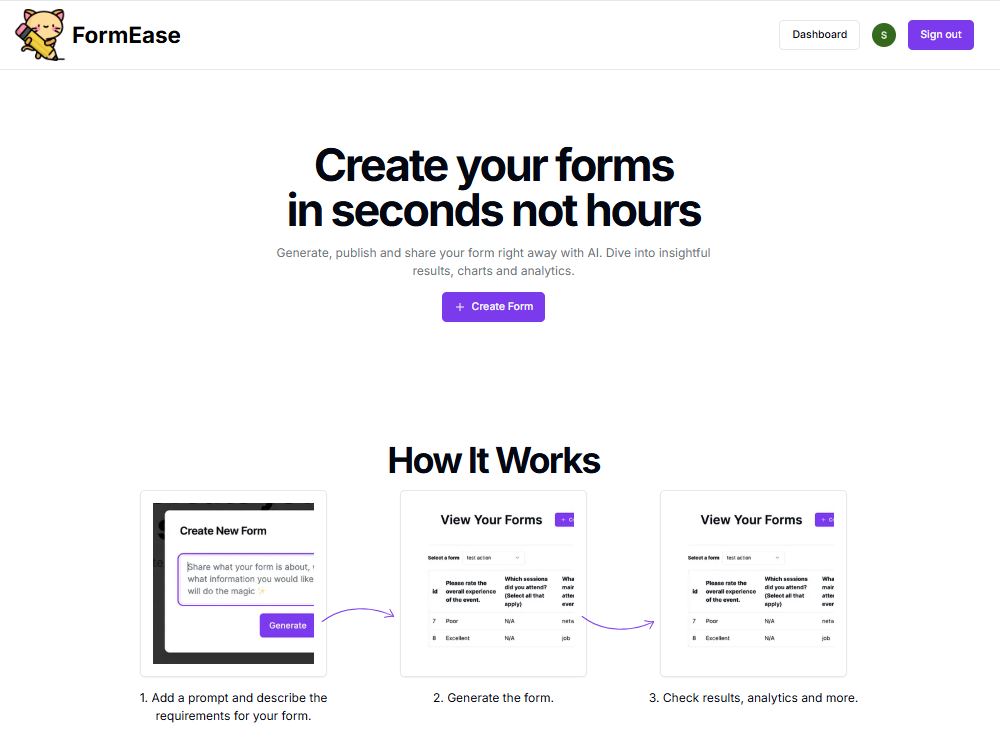 FormEase
Dashboard
S
Sign out
Create your forms
in seconds not hours
Generate, publish and share your form right away with AI. Dive into insightful
results, charts and analytics.
+ Create Form
How It Works
Create New Form
Share what your form is about,
what information you would like
will do the magic ✨
Generate
View Your Forms
Select a form test action
id
Please rate the
overall experience
of the event.
Which sessions
did you attend?
(Select all that
apply)
7 Poor N/A
8 Excellent N/A job
View Your Forms
Select a form test action
id
Please rate the
overall experience
of the event.
Which sessions
did you attend?
(Select all that
apply)
7 Poor N/A
8 Excellent N/A job
1. Add a prompt and describe the
requirements for your form.
2. Generate the form.
3. Check results, analytics and more.